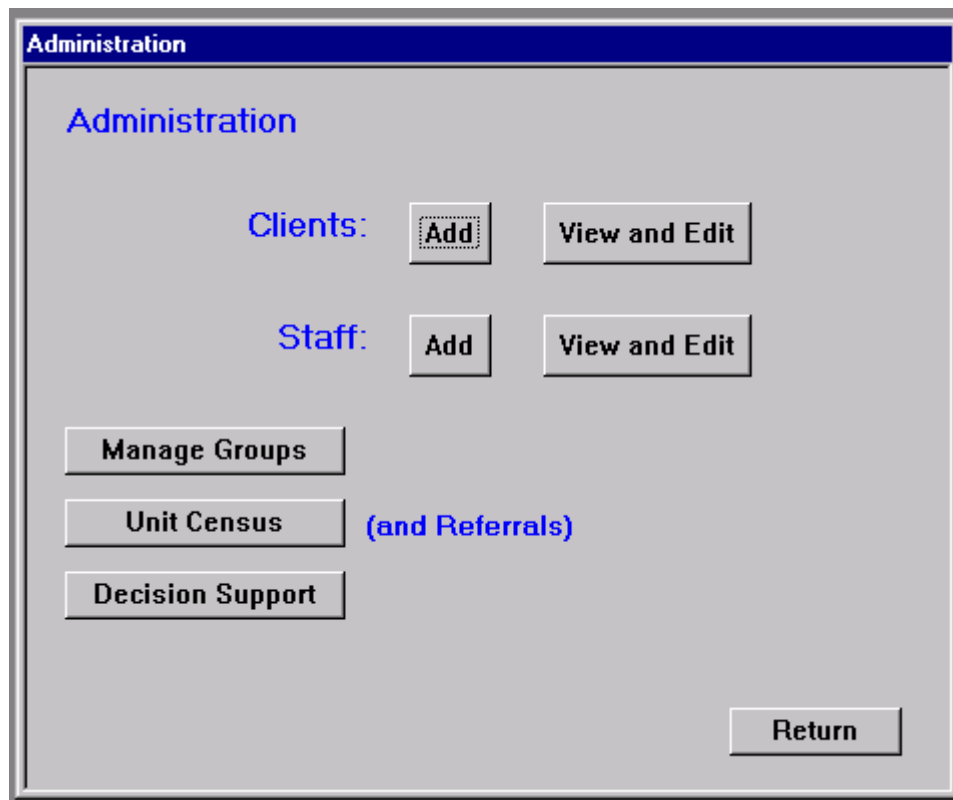 Administration
Administration
Clients: Add View and Edit
Staff: Add View and Edit
Manage Groups
Unit Census (and Referrals)
Decision Support
Return